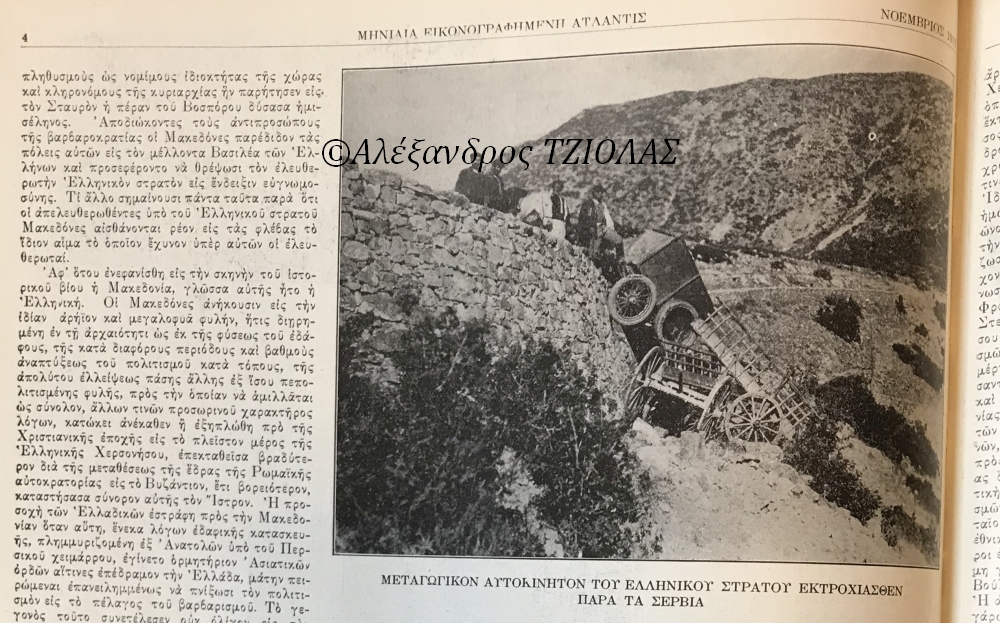 4
ΜΗΝΙΑΙΑ ΕΙΚΟΝΟΓΡΑΦΗΜΕΝΗ ΑΤΛΑΝΤΙΣ
ΝΟΕΜΒΡΙΟΣ
πληθυσμοὺς ὡς νομίμους ἰδιοκτήτας τῆς χώρας
καὶ κληρονόμους τῆς κυριαρχίας ἣν παρῄτησεν εἰς
τὸν Σταυρὸν ἡ πέραν τοῦ Βοσπόρου δύσασα ἡμι-
σέληνος. Ἀποδιώκοντες τοὺς ἀντιπροσώπους
τῆς βαρβαροκρατίας οἱ Μακεδόνες παρέδιδον τὰς
πόλεις αὐτῶν εἰς τὸν μέλλοντα Βασιλέα τῶν Ἑλ-
λήνων καὶ προσεφέροντο νὰ θρέψωσι τὸν ἐλευθε-
ρωτὴν Ἑλληνικὸν στρατὸν εἰς ἔνδειξιν εὐγνωμο-
σύνης. Τί ἄλλο σημαίνουσι πάντα ταῦτα παρὰ ὅτι
οἱ ἀπελευθερωθέντες ὑπὸ τοῦ Ἑλληνικοῦ στρατοῦ
Μακεδόνες αἰσθάνονται ρέον εἰς τὰς φλέβας τὸ
ἴδιον αἷμα τὸ ὁποῖον ἔχυνον ὑπὲρ αὐτῶν οἱ ἐλευ-
θερωταί.
Ἀφ' ὅτου ἐνεφανίσθη εἰς τὴν σκηνὴν τοῦ ἱστο-
ρικοῦ βίου ἡ Μακεδονία, γλῶσσα αὐτῆς ἦτο ἡ
Ἑλληνική. Οἱ Μακεδόνες ἀνήκουσιν εἰς τὴν
ἰδίαν ἀρήϊον καὶ μεγαλοφυᾶ φυλήν, ἥτις διῃρη-
μένη ἐν τῇ ἀρχαιότητι ὡς ἐκ τῆς φύσεως τοῦ ἐδά-
φους, τῆς κατὰ διαφόρους περιόδους καὶ βαθμοὺς
ἀναπτύξεως τοῦ πολιτισμοῦ κατὰ τόπους, τῆς
ἀπολύτου ἐλλείψεως πάσης ἄλλης ἐξ ἴσου πεπο-
λιτισμένης φυλῆς, πρὸς τὴν ὁποίαν νὰ ἁμιλλᾶται
ὡς σύνολον, ἄλλων τινῶν προσωρινοῦ χαρακτῆρος
λόγων, κατῴκει ἀνέκαθεν ἢ ἐξηπλώθη πρὸ τῆς
Χριστιανικῆς ἐποχῆς εἰς τὸ πλεῖστον μέρος τῆς
Ἑλληνικῆς Χερσονήσου, ἐπεκταθεῖσα βραδύτε-
ρον διὰ τῆς μεταθέσεως τῆς ἕδρας τῆς Ρωμαϊκῆς
αὐτοκρατορίας εἰς τὸ Βυζάντιον, ἔτι βορειότερον,
καταστήσασα σύνορον αὐτῆς τὸν Ἴστρον. Ἡ προ-
σοχὴ τῶν Ἑλλαδικῶν ἐστράφη πρὸς τὴν Μακεδο-
νίαν ὅταν αὕτη, ἕνεκα λόγων ἐδαφικῆς κατασκευ-
ῆς, πλημμυριζομένη ἐξ Ἀνατολῶν ὑπὸ τοῦ Περ-
σικοῦ χειμάρρου, ἐγίνετο ὁρμητήριον Ἀσιατικῶν
ὀρδῶν αἵτινες ἐπέδραμον τὴν Ἑλλάδα, μάτην πει-
ρώμεναι ἐπανειλημμένως νὰ πνίξωσι τὸν πολιτι-
σμὸν εἰς τὸ πέλαγος τοῦ βαρβαρισμοῦ. Τὸ γε-
γονὸς τοῦτο συνετέλεσεν οὐκ ὀλίγον εἰς
©Αλέξανδρος ΤΖΙΟΛΑΣ
ΜΕΤΑΓΩΓΙΚΟΝ ΑΥΤΟΚΙΝΗΤΟΝ ΤΟΥ ΕΛΛΗΝΙΚΟΥ ΣΤΡΑΤΟΥ ΕΚΤΡΟΧΙΑΣΘΕΝ
ΠΑΡΑ ΤΑ ΣΕΡΒΙΑ